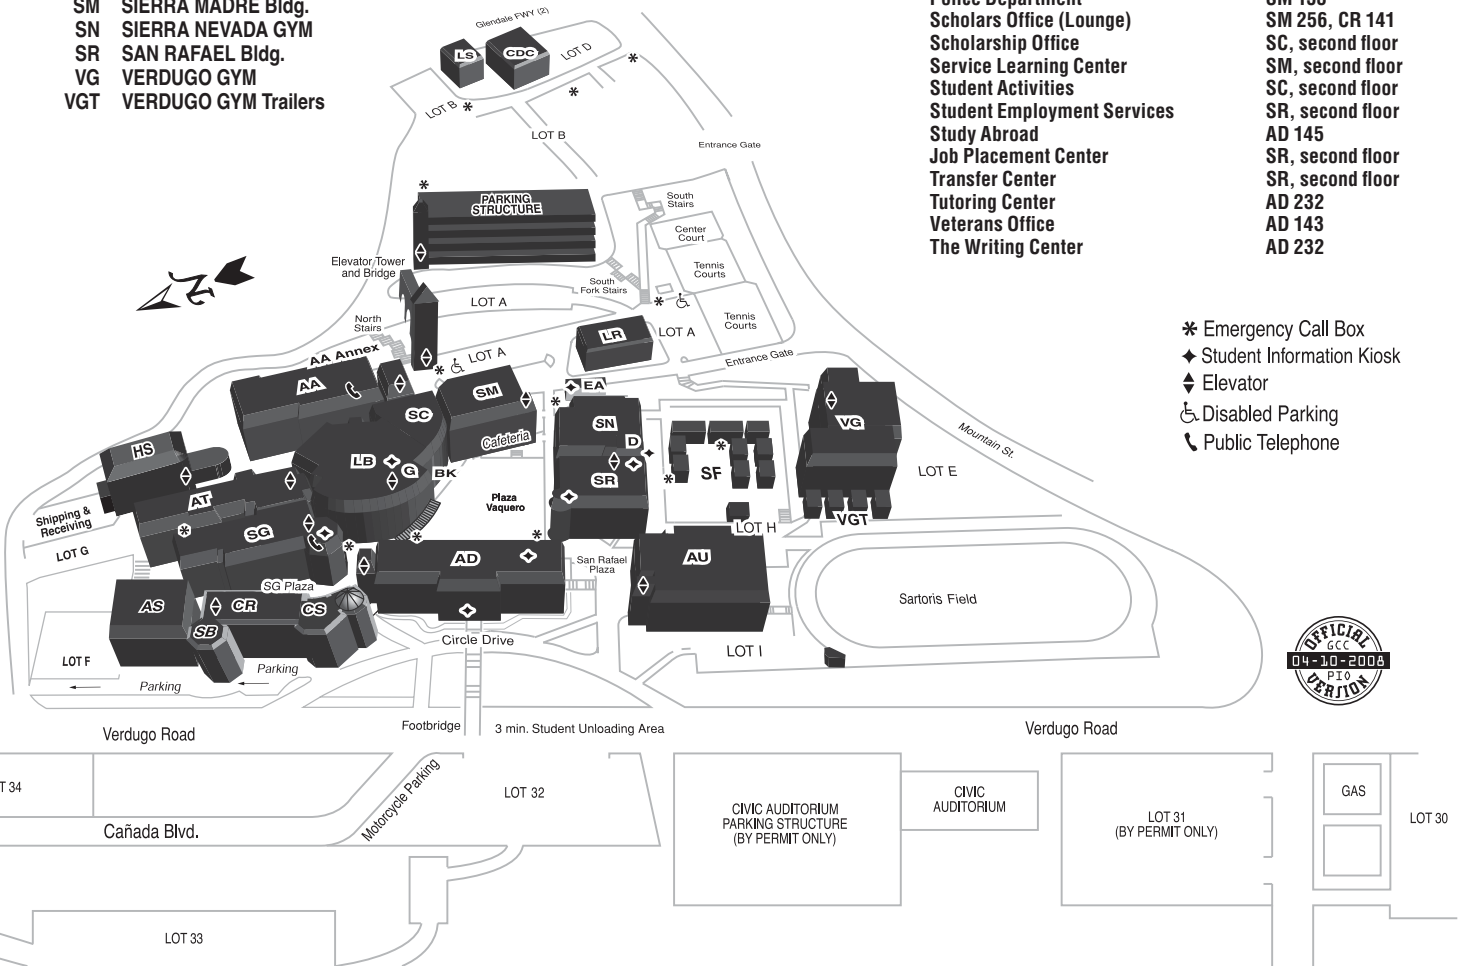 SM SIERRA MADRE Bldg.
SN SIERRA NEVADA GYM
SR SAN RAFAEL Bldg.
VG VERDUGO GYM
VGT VERDUGO GYM Trailers
Police Department SM 153
Scholars Office (Lounge) SM 256, CR 141
Scholarship Office SC, second floor
Service Learning Center SM, second floor
Student Activities SC, second floor
Student Employment Services SR, second floor
Study Abroad AD 145
Job Placement Center SR, second floor
Transfer Center SR, second floor
Tutoring Center AD 232
Veterans Office AD 143
The Writing Center AD 232
Emergency Call Box
Student Information Kiosk
Elevator
Disabled Parking
Public Telephone
Glendale FWY (2)
LS
CDC
LOT D
LOT B
LOT B
Entrance Gate
PARKING
STRUCTURE
South
Stairs
Center
Court
Tennis
Courts
Elevator Tower
and Bridge
N
South
Fork Stairs
LOT A
Tennis
Courts
North
Stairs
LR
LOT A
AA Annex
LOT A
Entrance Gate
AA
SM
EA
SC
SN
VG
Cafeteria
D
Mountain St.
HS
LB
G
BK
SR
SF
LOT E
AT
Plaza
Vaquero
Shipping &
Receiving
VGT
LOT H
SG
LOT G
AD
San Rafael
Plaza
AU
SG Plaza
AS
CR
CS
Sartoris Field
SB
Circle Drive
LOT I
LOT F
Parking
Parking
OFFICIAL
GCC
04-10-2008
PIO
VERSION
Verdugo Road
Footbridge
3 min. Student Unloading Area
Verdugo Road
T 34
Motorcycle Parking
LOT 32
CIVIC AUDITORIUM
PARKING STRUCTURE
(BY PERMIT ONLY)
CIVIC
AUDITORIUM
LOT 31
(BY PERMIT ONLY)
GAS
LOT 30
Cañada Blvd.
LOT 33